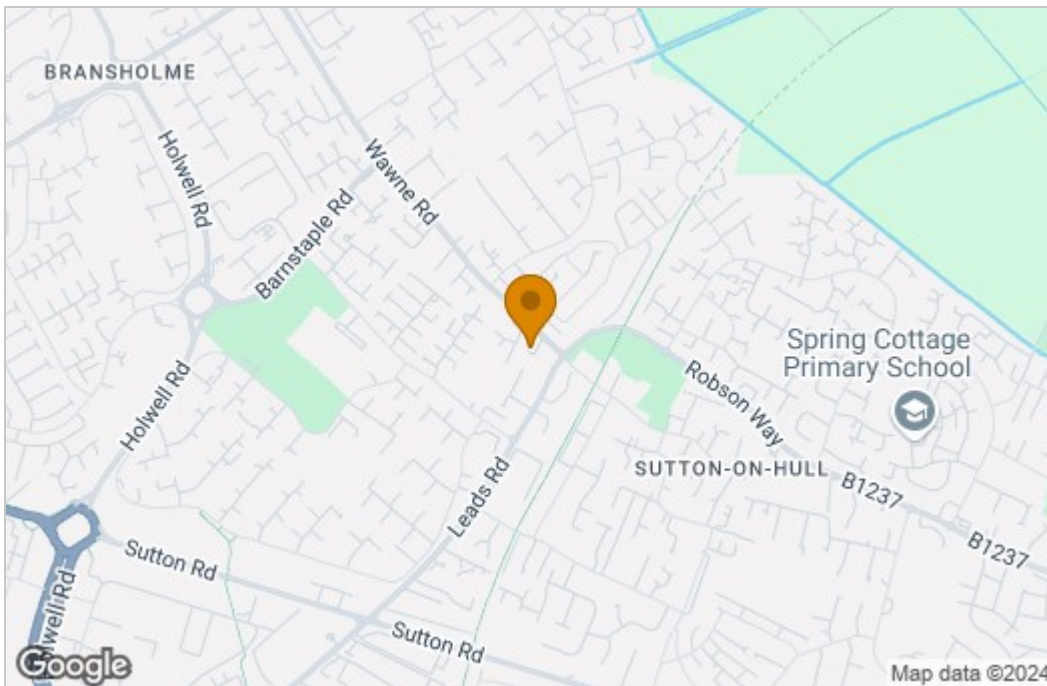 BRANSHOLME
Holwell Rd
Wawne Rd
Barnstaple Rd
Spring Cottage
Primary School
Robson Way
Holwell Rd
SUTTON-ON-HULL
B1237
Leads Rd
B1237
Sutton Rd
Holwell Rd
Sutton Rd
Google
Map data ©2024